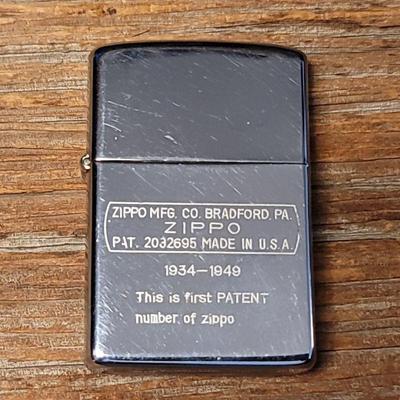 ZIPPO MFG. CO. BRADFORD, PA.
ZIPPO
PAT. 2032695 MADE IN U.S.A.
1934-1949
This is first PATENT
number of zippo